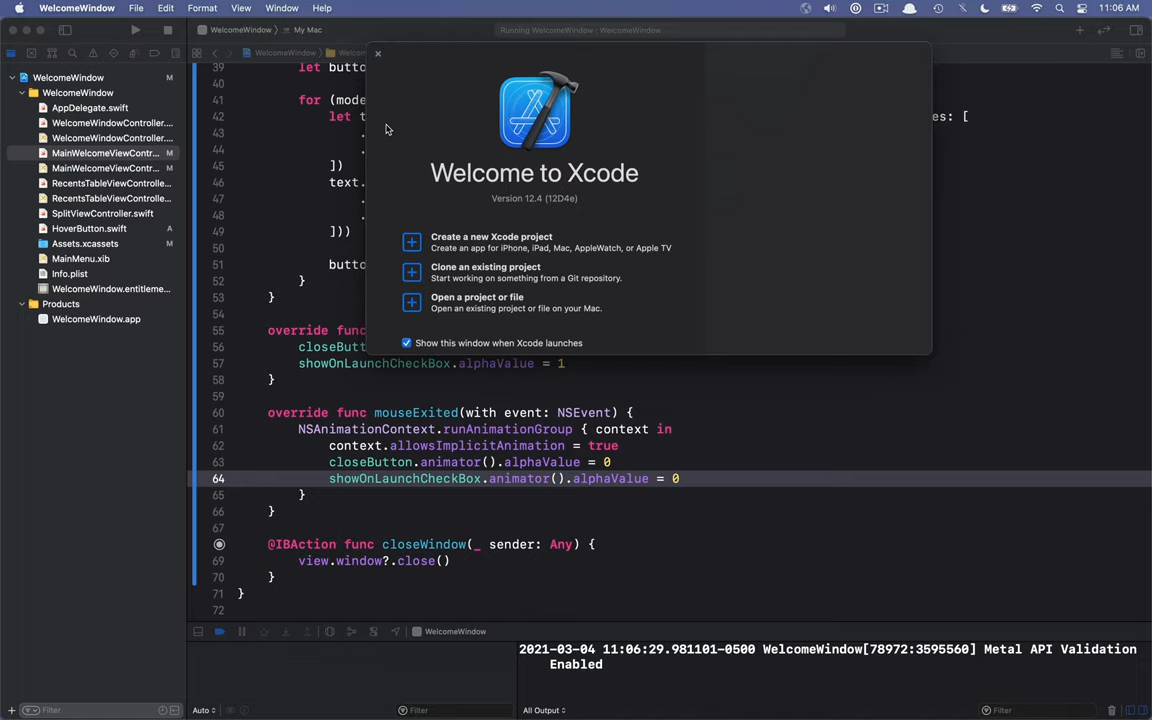 WelcomeWindow File Edit Format View Window Help 11:06 AM
WelcomeWindow › My Mac Running WelcomeWindow : WelcomeWindow
WelcomeWindow
WelcomeWindow M
WelcomeWindow
AppDelegate.swift
WelcomeWindowController.... M
WelcomeWindowController.... M
MainWelcomeViewContr... M
MainWelcomeViewContr... M
RecentsTableViewControlle...
RecentsTableViewControlle...
SplitViewController.swift
HoverButton.swift A
Assets.xcassets M
MainMenu.xib
Info.plist
WelcomeWindow.entitleme...
Products
WelcomeWindow.app
Welcome to Xcode
Version 12.4 (12D4e)
Create a new Xcode project
Create an app for iPhone, iPad, Mac, AppleWatch, or Apple TV
Clone an existing project
Start working on something from a Git repository.
Open a project or file
Open an existing project or file on your Mac.
Show this window when Xcode launches
39 let
40
41 for (mode
42 let es: [
43 .
44 .
45 ])
46 text.
47 .
48 .
49
50 ]))
51
52 }
53 }
54
55 override
56
57 showOnLaunchCheckBox.alphaValue = 1
58 }
59
60 override func mouseExited(with event: NSEvent) {
61 NSAnimationContext.runAnimationGroup { context in
62 context.allowsImplicitAnimation = true
63 closeButton.animator().alphaValue = 0
64 showOnLaunchCheckBox.animator().alphaValue = 0
65 }
66 }
67
@IBAction func closeWindow(_ sender: Any) {
69 view.window?.close()
70 }
71 }
72
WelcomeWindow
2021-03-04 11:06:29.981101-0500 WelcomeWindow[78972:3595560] Metal API Validation
Enabled
Filter
Auto
Filter
All Output
Filter